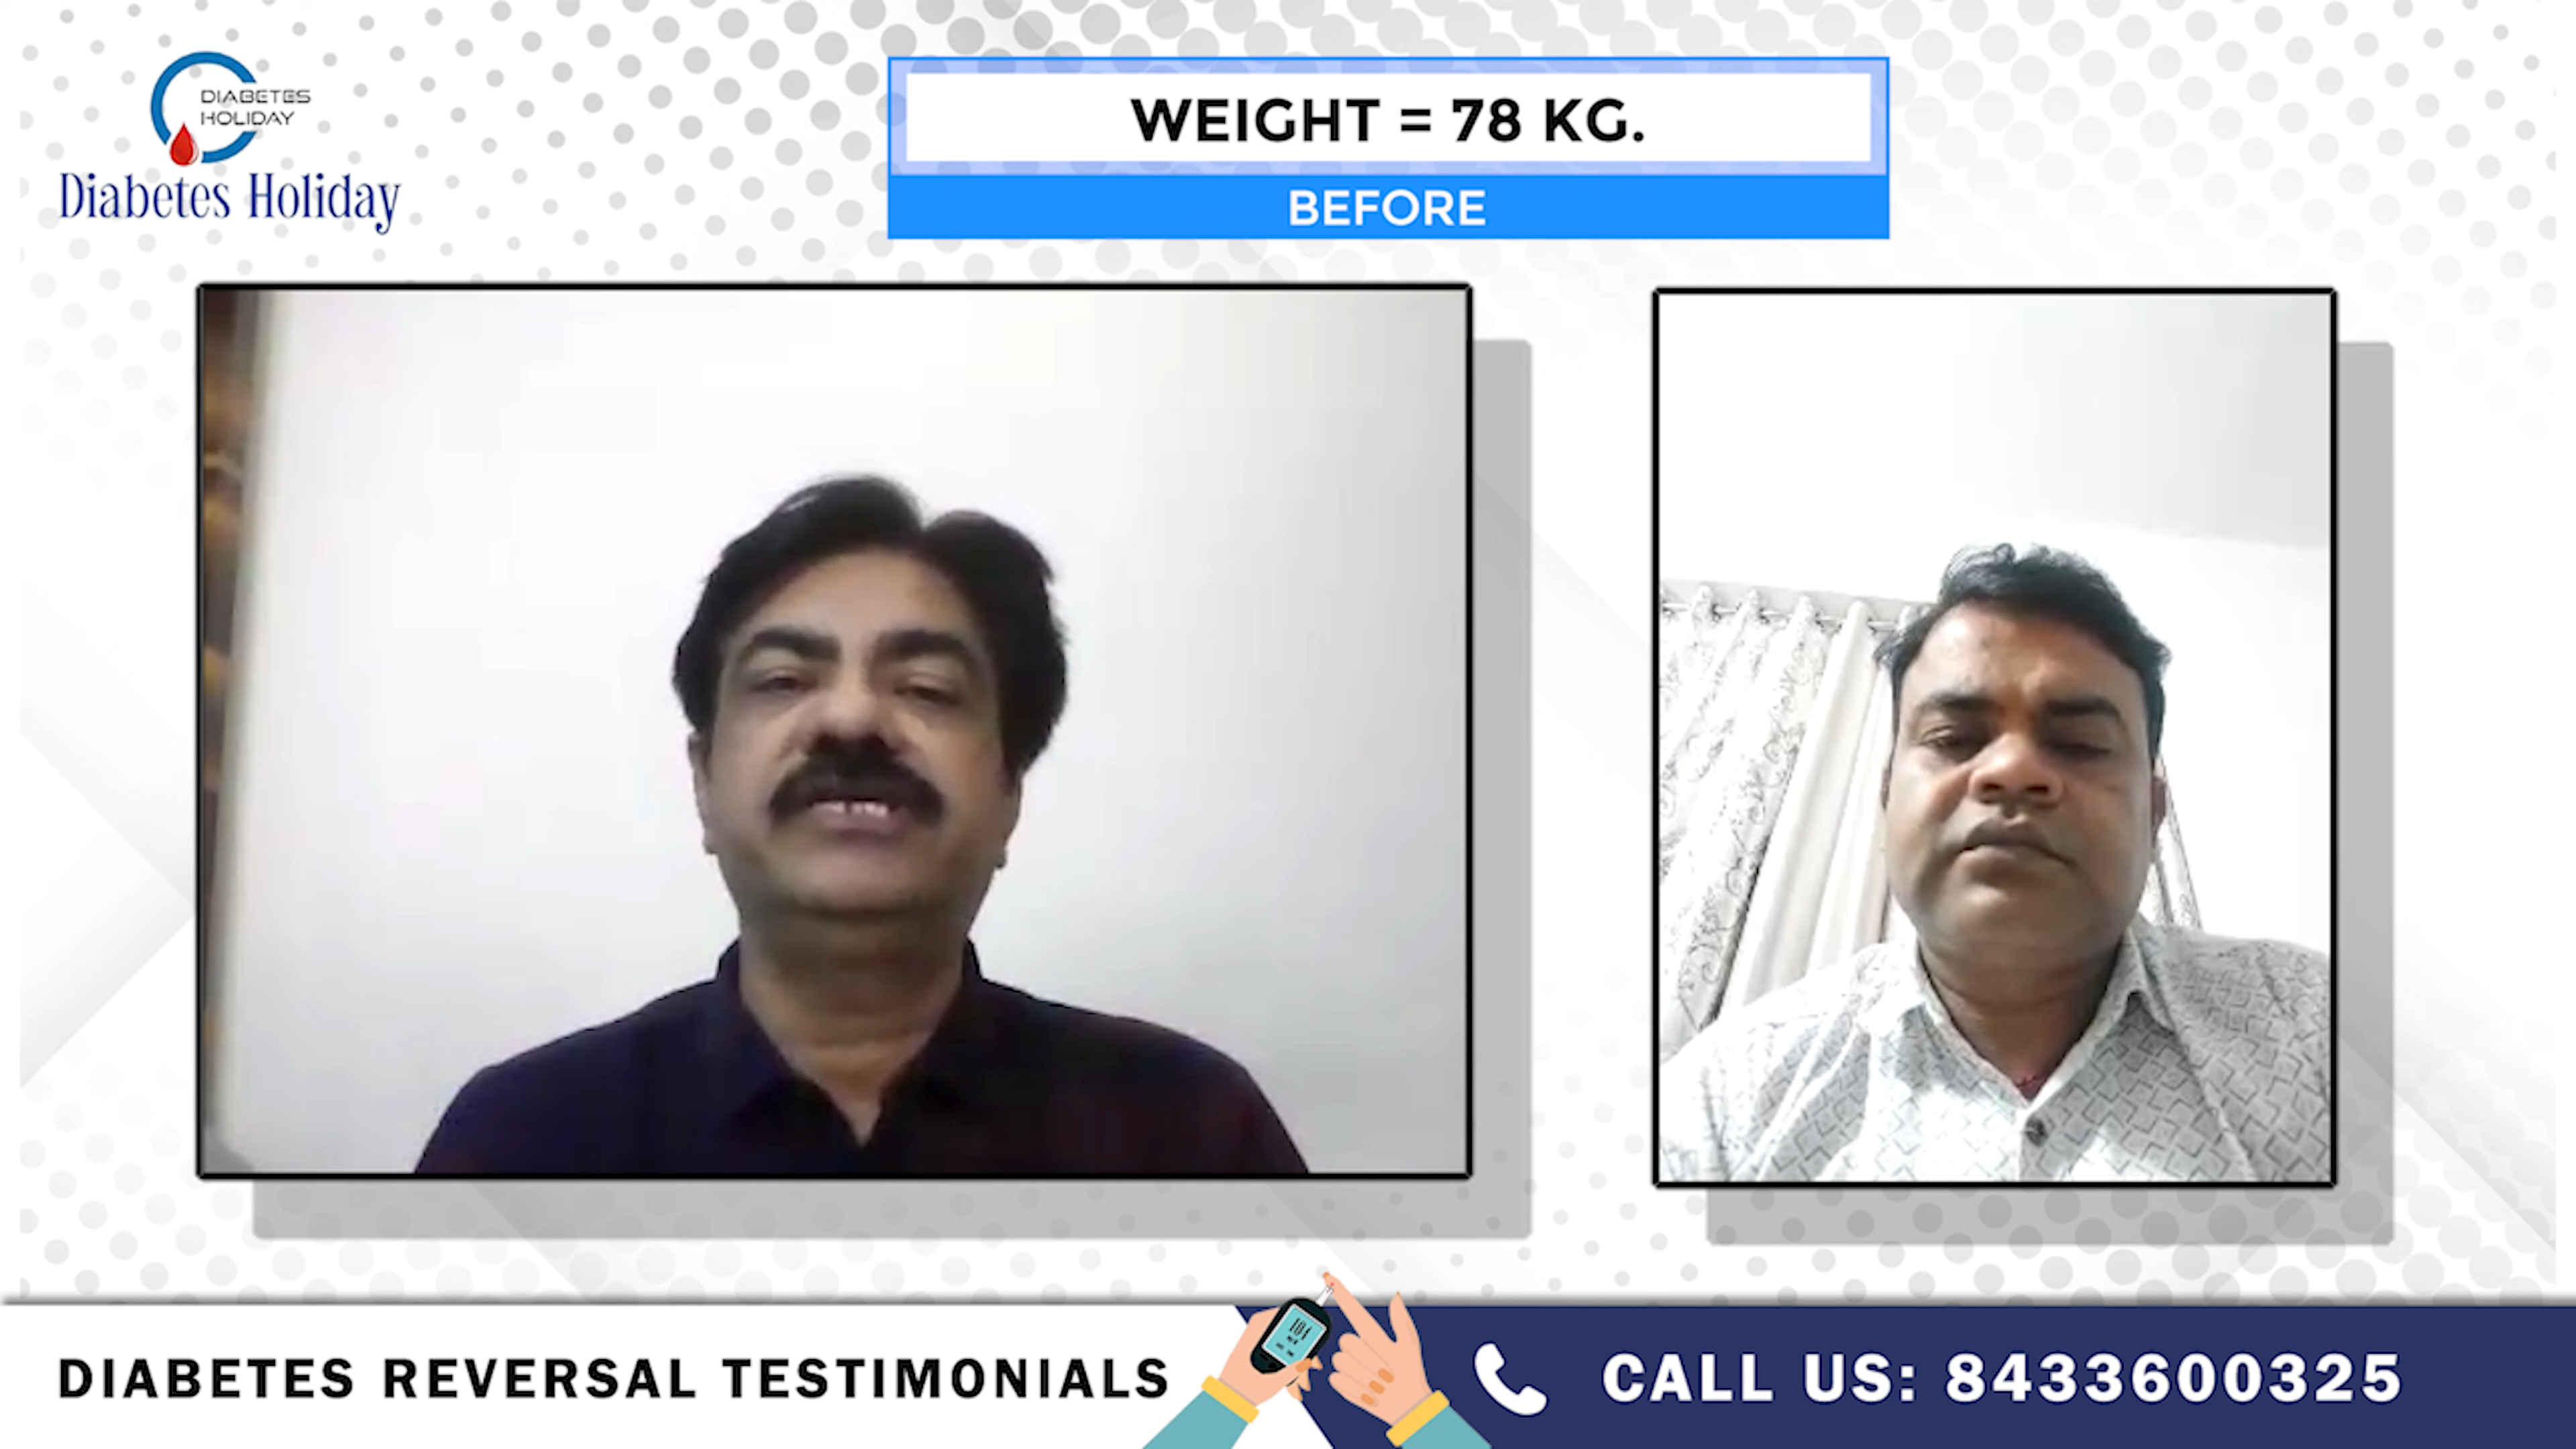 DIABETES
HOLIDAY
Diabetes Holiday
WEIGHT = 78 KG.
BEFORE
DIABETES REVERSAL TESTIMONIALS
CALL US: 8433600325